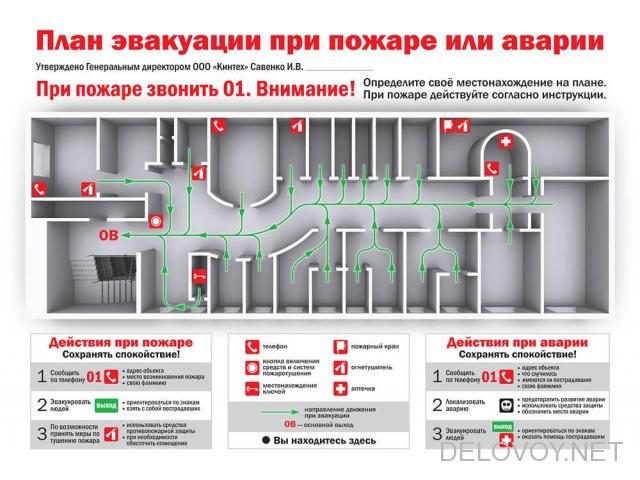 План эвакуации при пожаре или аварии
Утверждено Генеральным директором ООО «Кинтех» Савенко И.В. ______________
При пожаре звонить 01. Внимание!
Определите своё местонахождение на плане.
При пожаре действуйте согласно инструкции.
ОВ
Действия при пожаре
Сохранять спокойствие!
1 Сообщить
по телефону 01
• адрес объекта
• место возникновения пожара
• свою фамилию
2 Эвакуировать
людей
ВЫХОД
• ориентироваться по знакам
• взять с собой пострадавших
3 По возможности
принять меры по
тушению пожара
• использовать средства
противопожарной защиты
• при необходимости
обесточить помещение
телефон
кнопка включения
средств и систем
пожаротушения
местонахождение
ключей
пожарный кран
огнетушитель
аптечка
направление движения
при эвакуации
ОВ — основной выход
● Вы находитесь здесь
Действия при аварии
Сохранять спокойствие!
1 Сообщить
по телефону 01
• адрес объекта
• что случилось
• имеются ли пострадавшие
• свою фамилию
2 Локализовать
аварию
• предотвратить развитие аварии
• использовать средства защиты
• обозначить место аварии
3 Эвакуировать
людей
ВЫХОД
• ориентироваться по знакам
• оказать помощь пострадавшим
DELOVOY.NET